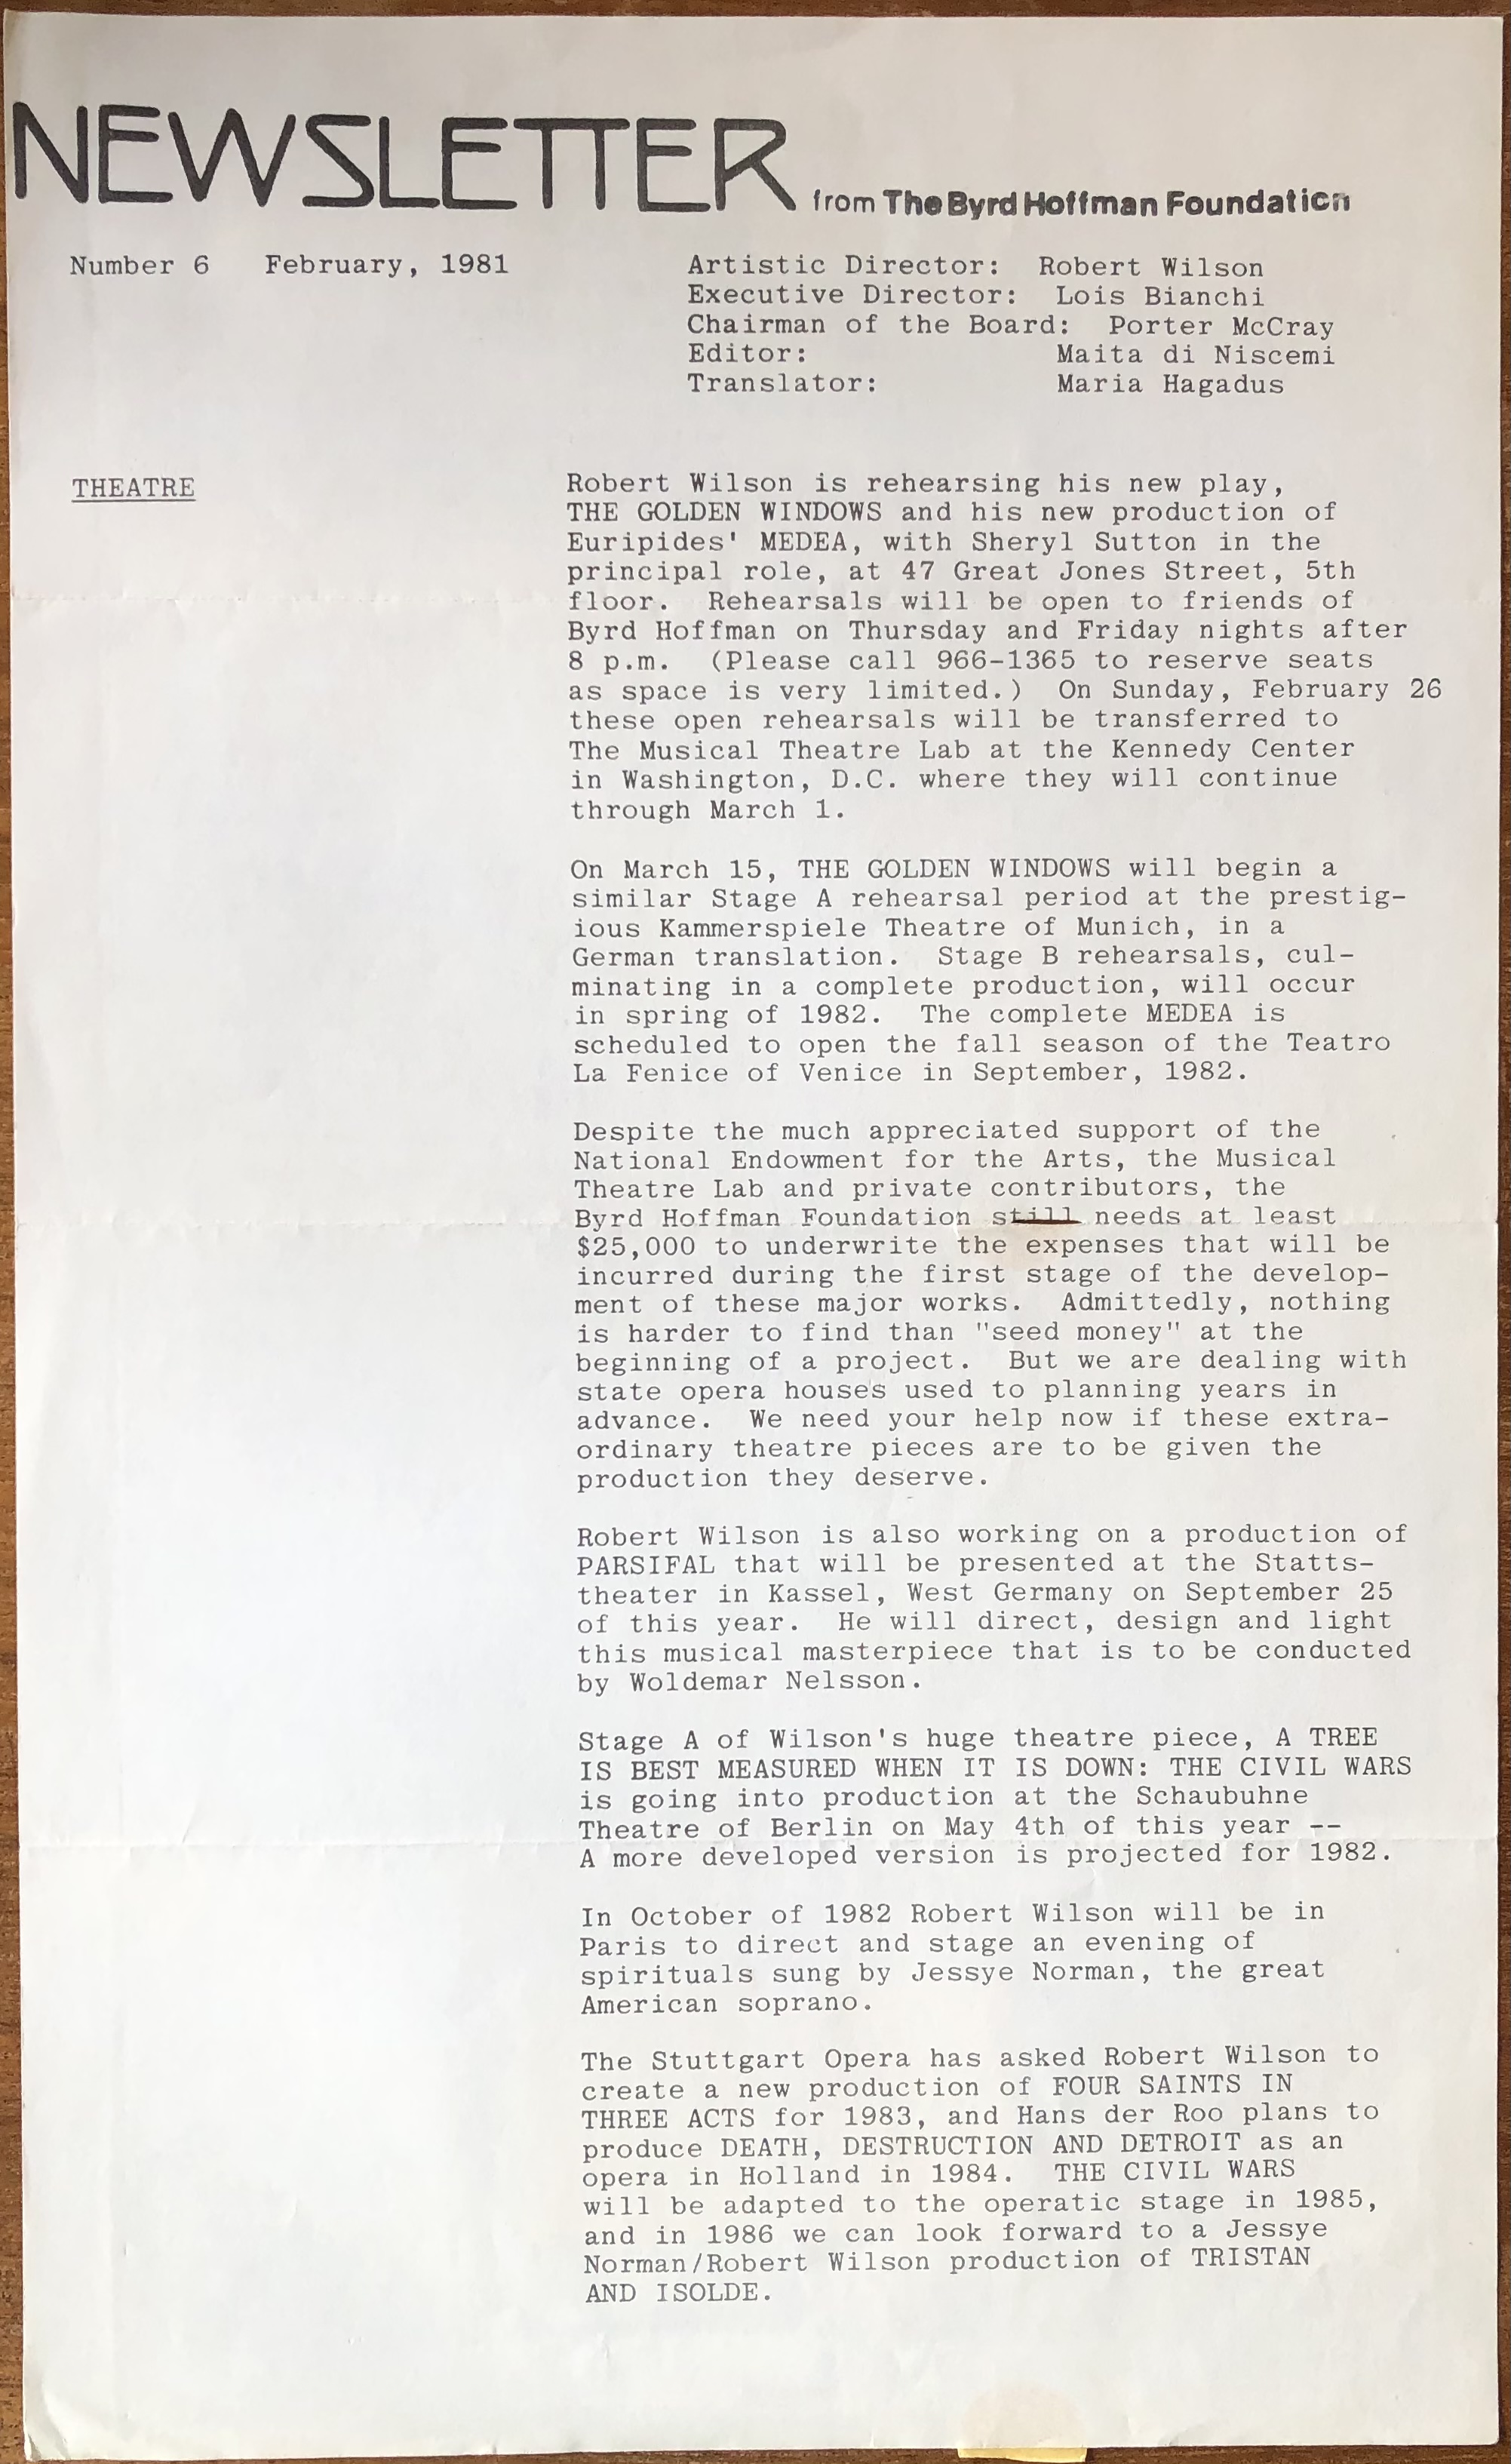 NEWSLETTER from The Byrd Hoffman Foundation
Number 6 February, 1981
Artistic Director: Robert Wilson
Executive Director: Lois Bianchi
Chairman of the Board: Porter McCray
Editor: Maita di Niscemi
Translator: Maria Hagadus
THEATRE
Robert Wilson is rehearsing his new play,
THE GOLDEN WINDOWS and his new production of
Euripides' MEDEA, with Sheryl Sutton in the
principal role, at 47 Great Jones Street, 5th
floor. Rehearsals will be open to friends of
Byrd Hoffman on Thursday and Friday nights after
8 p.m. (Please call 966-1365 to reserve seats
as space is very limited.) On Sunday, February 26
these open rehearsals will be transferred to
The Musical Theatre Lab at the Kennedy Center
in Washington, D.C. where they will continue
through March 1.
On March 15, THE GOLDEN WINDOWS will begin a
similar Stage A rehearsal period at the prestig-
ious Kammerspiele Theatre of Munich, in a
German translation. Stage B rehearsals, cul-
minating in a complete production, will occur
in spring of 1982. The complete MEDEA is
scheduled to open the fall season of the Teatro
La Fenice of Venice in September, 1982.
Despite the much appreciated support of the
National Endowment for the Arts, the Musical
Theatre Lab and private contributors, the
Byrd Hoffman Foundation still needs at least
$25,000 to underwrite the expenses that will be
incurred during the first stage of the develop-
ment of these major works. Admittedly, nothing
is harder to find than "seed money" at the
beginning of a project. But we are dealing with
state opera houses used to planning years in
advance. We need your help now if these extra-
ordinary theatre pieces are to be given the
production they deserve.
Robert Wilson is also working on a production of
PARSIFAL that will be presented at the Statts-
theater in Kassel, West Germany on September 25
of this year. He will direct, design and light
this musical masterpiece that is to be conducted
by Woldemar Nelsson.
Stage A of Wilson's huge theatre piece, A TREE
IS BEST MEASURED WHEN IT IS DOWN: THE CIVIL WARS
is going into production at the Schaubuhne
Theatre of Berlin on May 4th of this year --
A more developed version is projected for 1982.
In October of 1982 Robert Wilson will be in
Paris to direct and stage an evening of
spirituals sung by Jessye Norman, the great
American soprano.
The Stuttgart Opera has asked Robert Wilson to
create a new production of FOUR SAINTS IN
THREE ACTS for 1983, and Hans der Roo plans to
produce DEATH, DESTRUCTION AND DETROIT as an
opera in Holland in 1984. THE CIVIL WARS
will be adapted to the operatic stage in 1985,
and in 1986 we can look forward to a Jessye
Norman/Robert Wilson production of TRISTAN
AND ISOLDE.